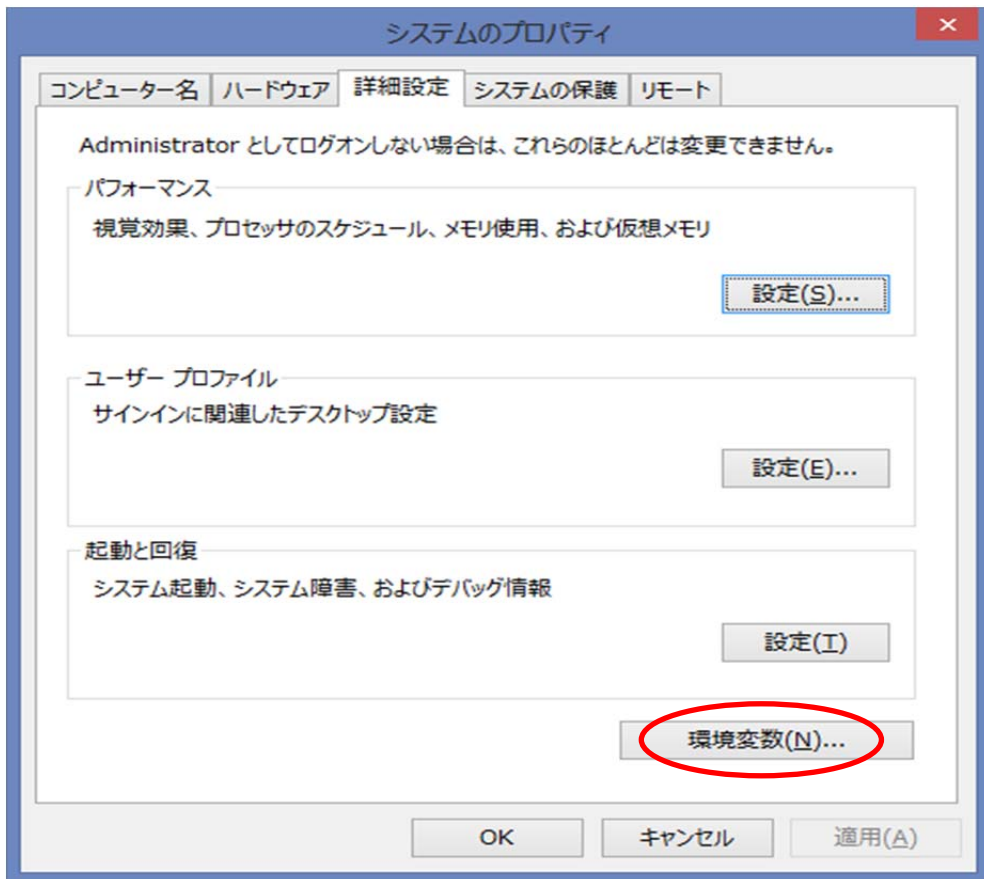 システムのプロパティ
コンピューター名 ハードウェア 詳細設定 システムの保護 リモート
Administrator としてログオンしない場合は、これらのほとんどは変更できません。
パフォーマンス
視覚効果、プロセッサのスケジュール、メモリ使用、および仮想メモリ
設定(S)...
ユーザー プロファイル
サインインに関連したデスクトップ設定
設定(E)...
起動と回復
システム起動、システム障害、およびデバッグ情報
設定(T)
環境変数(N)...
OK キャンセル 適用(A)